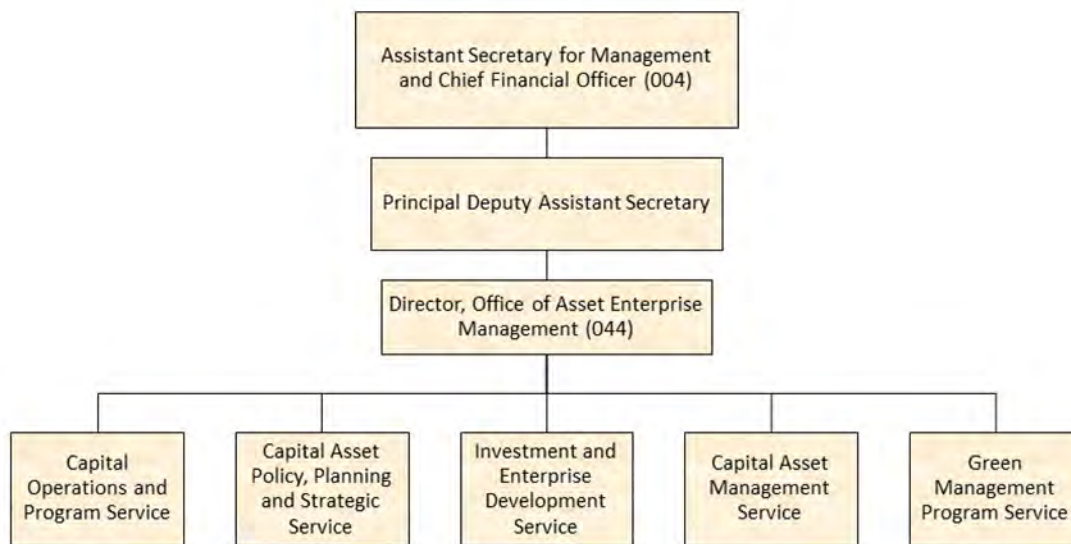 Assistant Secretary for Management
and Chief Financial Officer (004)
Principal Deputy Assistant Secretary
Director, Office of Asset Enterprise
Management (044)
Capital
Operations and
Program Service
Capital Asset
Policy, Planning
and Strategic
Service
Investment and
Enterprise
Development
Service
Capital Asset
Management
Service
Green
Management
Program Service